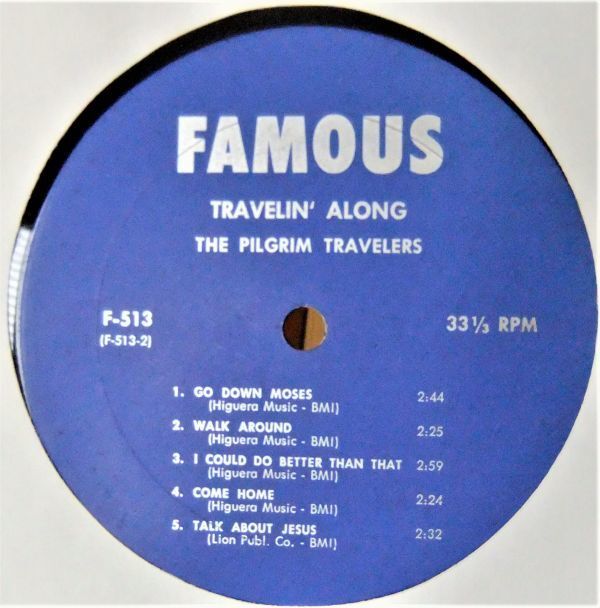 FAMOUS
TRAVELIN' ALONG
THE PILGRIM TRAVELERS
F-513
(F-513-2)
33 1/3 RPM
1. GO DOWN MOSES 2:44
(Higuera Music - BMI)
2. WALK AROUND 2:25
(Higuera Music - BMI)
3. I COULD DO BETTER THAN THAT 2:59
(Higuera Music - BMI)
4. COME HOME 2:24
(Higuera Music - BMI)
5. TALK ABOUT JESUS 2:32
(Lion Publ. Co. - BMI)